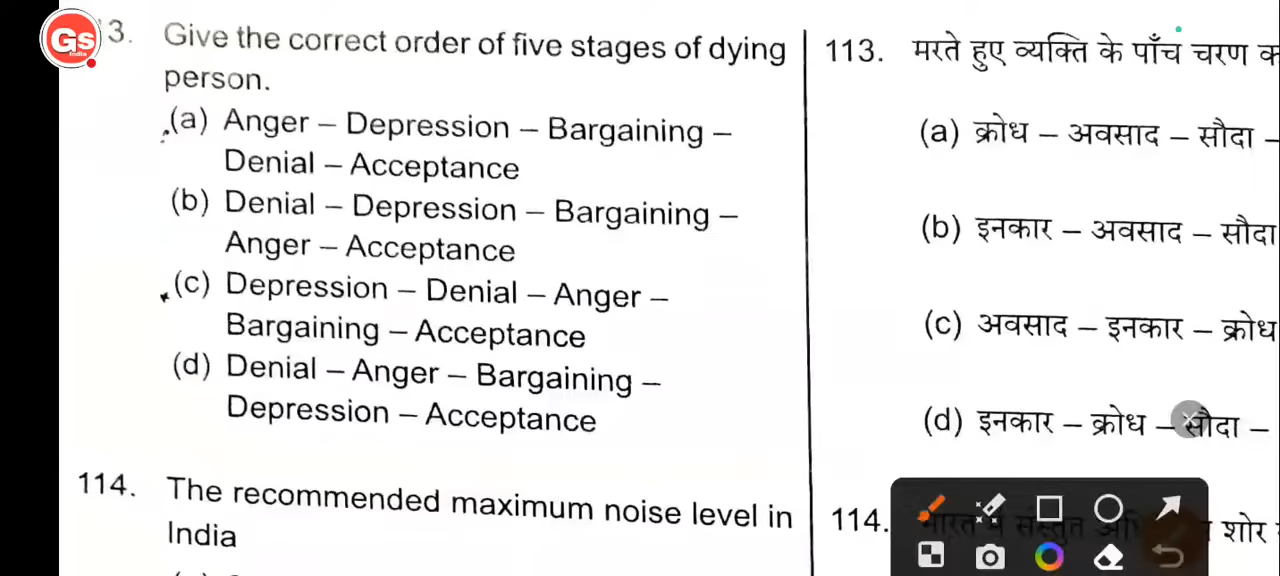 Gs
India
3. Give the correct order of five stages of dying
person.
(a) Anger – Depression – Bargaining –
Denial – Acceptance
(b) Denial – Depression – Bargaining –
Anger – Acceptance
(c) Depression – Denial – Anger –
Bargaining – Acceptance
(d) Denial – Anger – Bargaining –
Depression – Acceptance
114. The recommended maximum noise level in
India
113. मरते हुए व्यक्ति के पाँच चरण
(a) क्रोध – अवसाद – सौदा –
(b) इनकार – अवसाद – सौदा
(c) अवसाद – इनकार – क्रोध
(d) इनकार – क्रोध – सौदा –
114. भारत में संस्तुत शोर